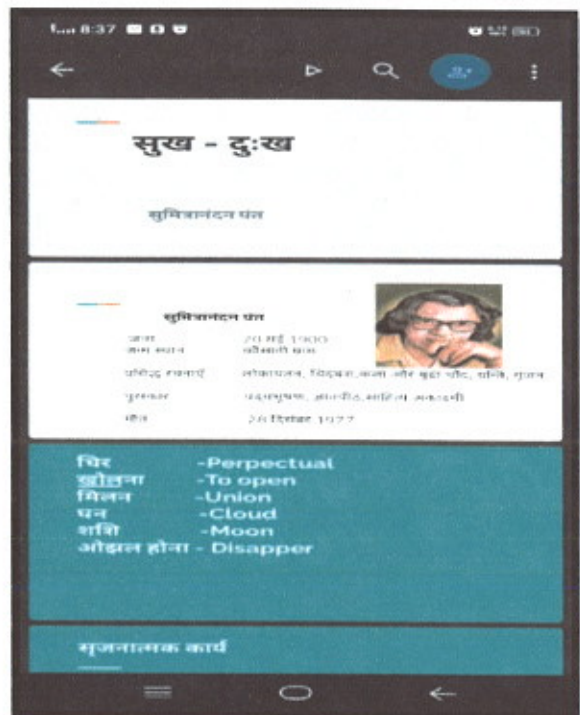 8:37
सुख - दुःख
सुमित्रानंदन पंत
सुमित्रानंदन पंत
जन्म 20 मई 1900
जन्म स्थान कौसानी ग्राम
प्रसिद्ध रचनाएँ लोकायतन, चिदंबरा,कला और बूढ़ा चाँद, ग्रन्थि, गुंजन
पुरस्कार पद्मभूषण, ज्ञानपीठ,साहित्य अकादमी
मौत 28 दिसंबर 1977
चिर -Perpectual
खोलना -To open
मिलन -Union
घन -Cloud
शशि -Moon
ओझल होना - Disapper
सृजनात्मक कार्य